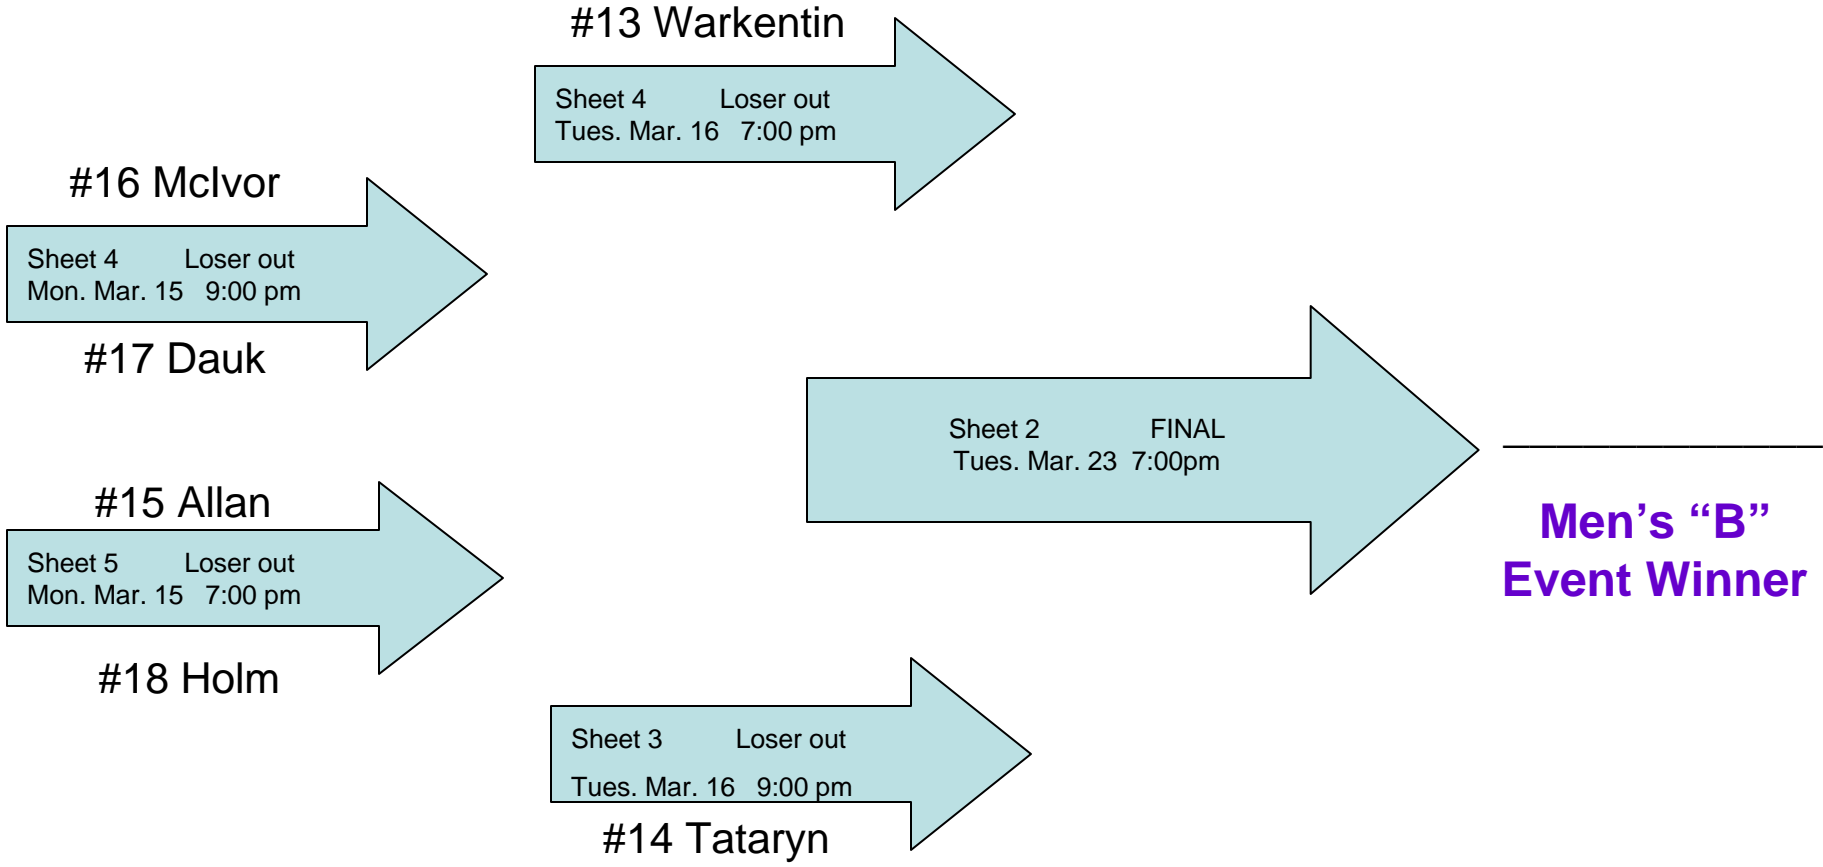 #13 Warkentin
Sheet 4 Loser out
Tues. Mar. 16 7:00 pm
#16 McIvor
Sheet 4 Loser out
Mon. Mar. 15 9:00 pm
#17 Dauk
Sheet 2 FINAL
Tues. Mar. 23 7:00pm
#15 Allan
Sheet 5 Loser out
Mon. Mar. 15 7:00 pm
#18 Holm
Men’s “B”
Event Winner
Sheet 3 Loser out
Tues. Mar. 16 9:00 pm
#14 Tataryn